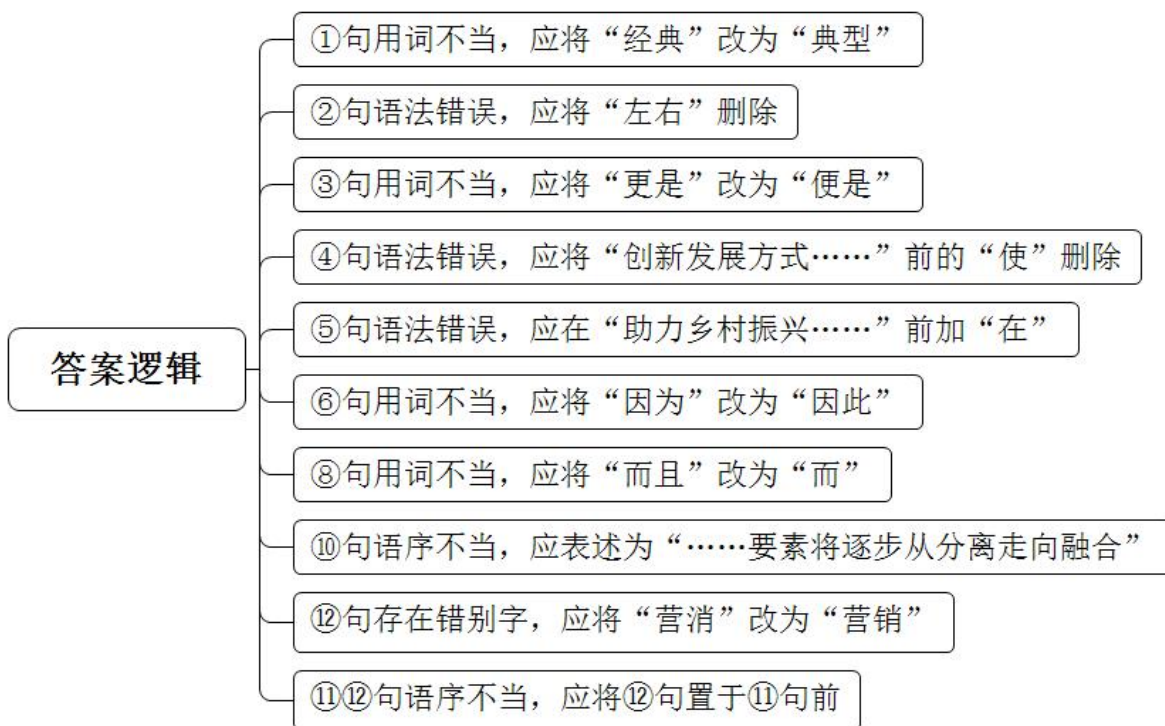 ①句用词不当，应将“经典”改为“典型”
②句语法错误，应将“左右”删除
③句用词不当，应将“更是”改为“便是”
④句语法错误，应将“创新发展方式……”前的“使”删除
⑤句语法错误，应在“助力乡村振兴……”前加“在”
答案逻辑
⑥句用词不当，应将“因为”改为“因此”
⑧句用词不当，应将“而且”改为“而”
⑩句语序不当，应表述为“……要素将逐步从分离走向融合”
⑫句存在错别字，应将“营消”改为“营销”
⑪⑫句语序不当，应将⑫句置于⑪句前